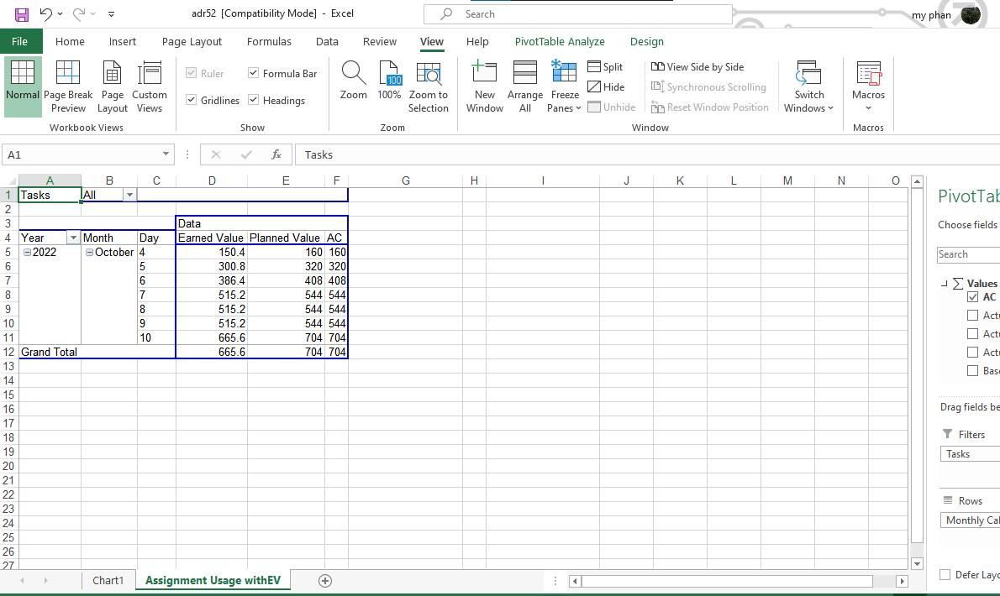 adr52 [Compatibility Mode] - Excel
Search
my phan
File Home Insert Page Layout Formulas Data Review View Help PivotTable Analyze Design
Normal
Page Break Preview
Page Layout
Custom Views
Workbook Views
Ruler
Formula Bar
Gridlines
Headings
Show
Zoom
100
100%
Zoom to Selection
Zoom
New Window
Arrange All
Freeze Panes
Split
Hide
Unhide
View Side by Side
Synchronous Scrolling
Reset Window Position
Switch Windows
Window
Macros
Macros
A1
fx
Tasks
A B C D E F G H I J K L M N O
1 Tasks All
2
3 Data
4 Year Month Day Earned Value Planned Value AC
5 2022 October 4 150.4 160 160
6 5 300.8 320 320
7 6 386.4 408 408
8 7 515.2 544 544
9 8 515.2 544 544
10 9 515.2 544 544
11 10 665.6 704 704
12 Grand Total 665.6 704 704
13
14
15
16
17
18
19
20
21
22
23
24
25
26
27
PivotTab
Choose fields
Search
Σ Values
AC
Actu
Actu
Actu
Base
Drag fields be
Filters
Tasks
Rows
Monthly Cal
Defer Layo
Chart1
Assignment Usage withEV